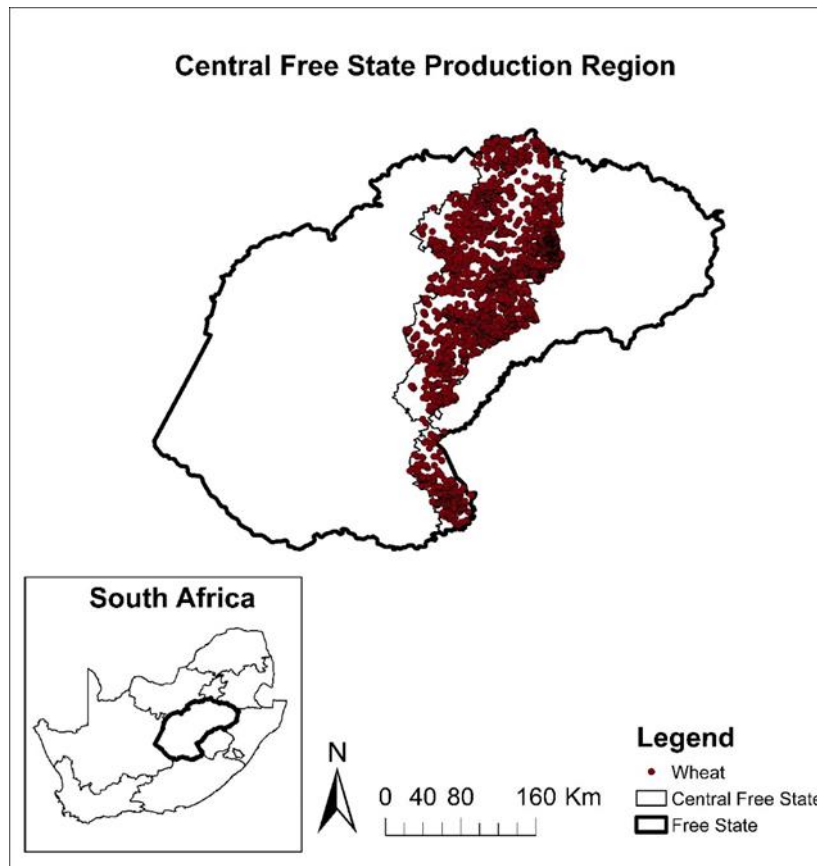 Central Free State Production Region
South Africa
N
0 40 80 160 Km
Legend
Wheat
Central Free State
Free State